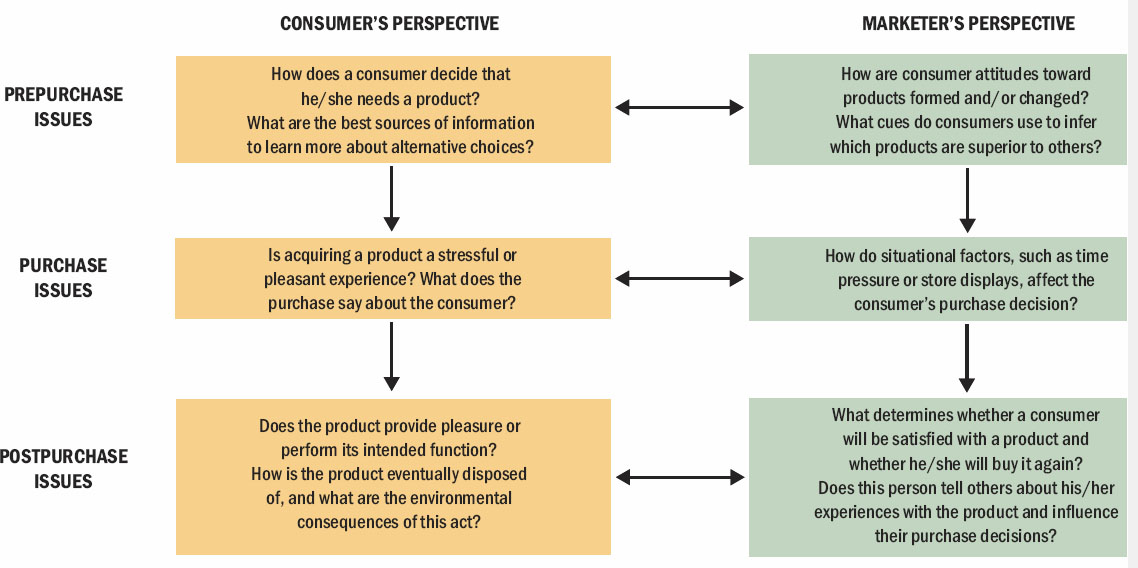 CONSUMER'S PERSPECTIVE
MARKETER'S PERSPECTIVE
PREPURCHASE
ISSUES
How does a consumer decide that
he/she needs a product?
What are the best sources of information
to learn more about alternative choices?
How are consumer attitudes toward
products formed and/or changed?
What cues do consumers use to infer
which products are superior to others?
PURCHASE
ISSUES
Is acquiring a product a stressful or
pleasant experience? What does the
purchase say about the consumer?
How do situational factors, such as time
pressure or store displays, affect the
consumer's purchase decision?
POSTPURCHASE
ISSUES
Does the product provide pleasure or
perform its intended function?
How is the product eventually disposed
of, and what are the environmental
consequences of this act?
What determines whether a consumer
will be satisfied with a product and
whether he/she will buy it again?
Does this person tell others about his/her
experiences with the product and influence
their purchase decisions?